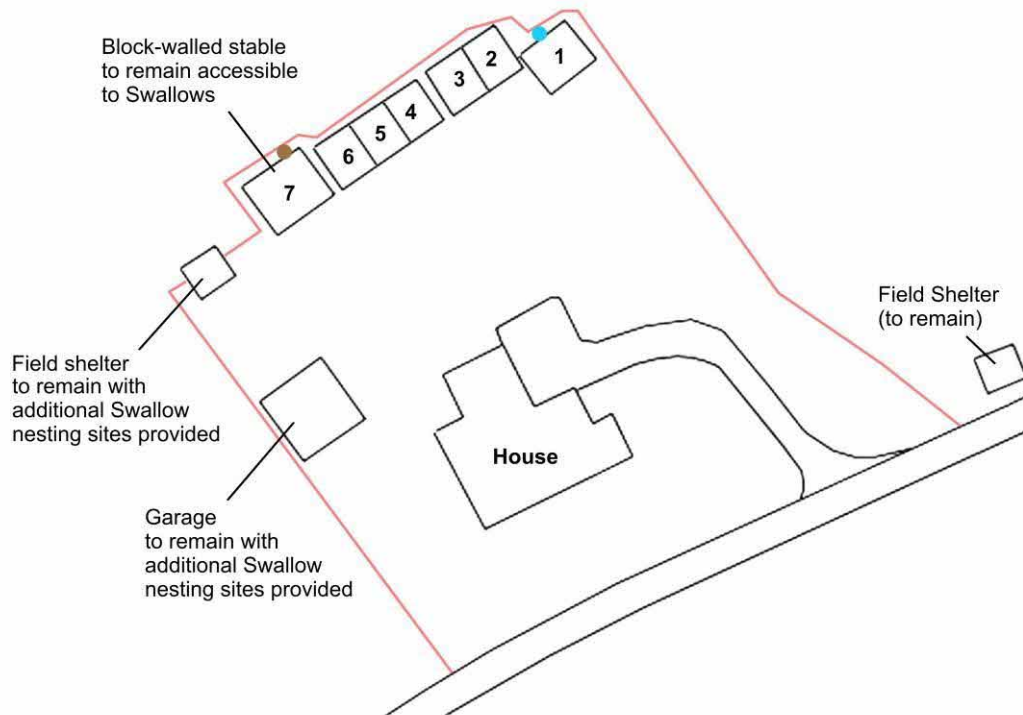 Block-walled stable
to remain accessible
to Swallows
1
2
3
4
5
6
7
Field Shelter
(to remain)
Field shelter
to remain with
additional Swallow
nesting sites provided
House
Garage
to remain with
additional Swallow
nesting sites provided